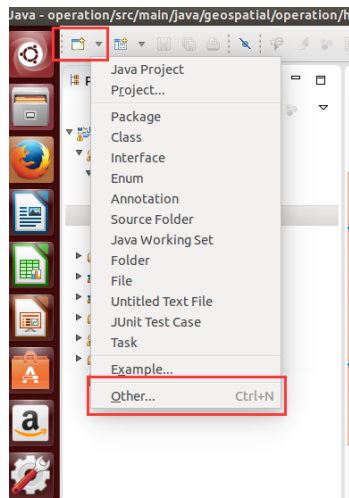 Java - operation/src/main/java/geospatial/operation/h
P
Java Project
Project...
Package
Class
Interface
Enum
Annotation
Source Folder
Java Working Set
Folder
File
Untitled Text File
JUnit Test Case
Task
Example...
Other... Ctrl+N